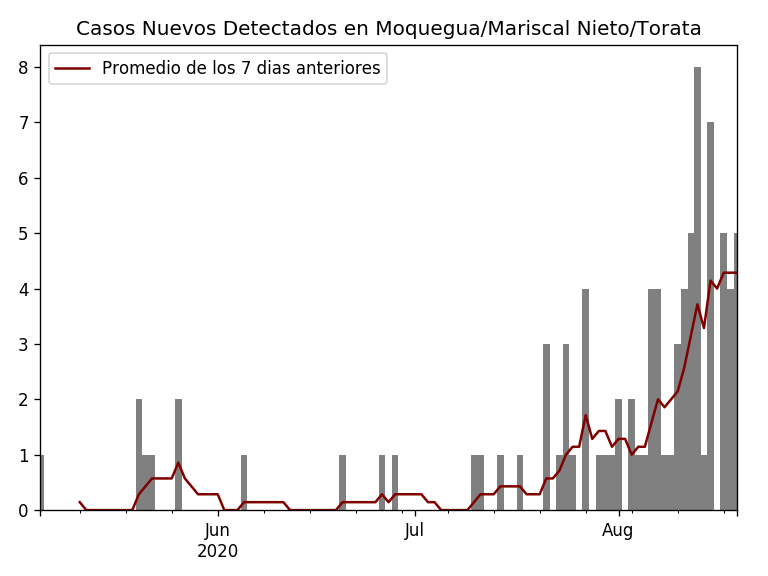 Casos Nuevos Detectados en Moquegua/Mariscal Nieto/Torata
Promedio de los 7 dias anteriores
8
7
6
5
4
3
2
1
0
Jun
2020
Jul
Aug